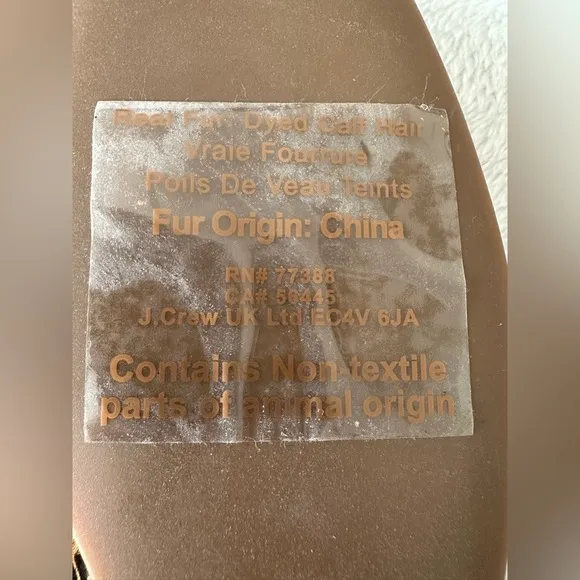 Real Fur Dyed Calf Hair
Vraie Fourrure
Poils De Veau Teints
Fur Origin: China
RN# 77388
CA# 56445
J.Crew UK Ltd EC4V 6JA
Contains Non-textile
parts of animal origin